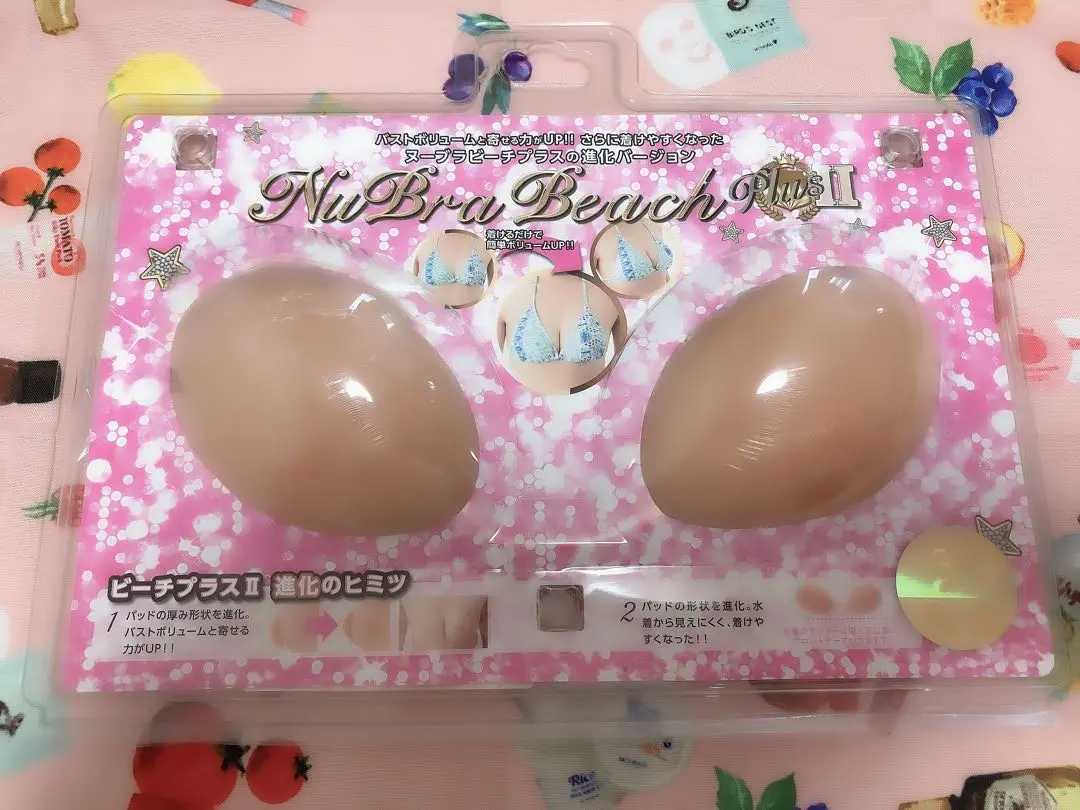 BIRD'S NEST
バストボリュームと寄せる力がUP!! さらに着けやすくなった
ヌーブラビーチプラスの進化バージョン
NuBra Beach Plus II
着けるだけで
簡単ボリュームUP!!
TOMATO
ビーチプラスⅡ 進化のヒミツ
1 パッドの厚み形状を進化。
バストボリュームと寄せる
力がUP!!
2 パッドの形状を進化。水
着から見えにくく、着けや
すくなった!!
Rice